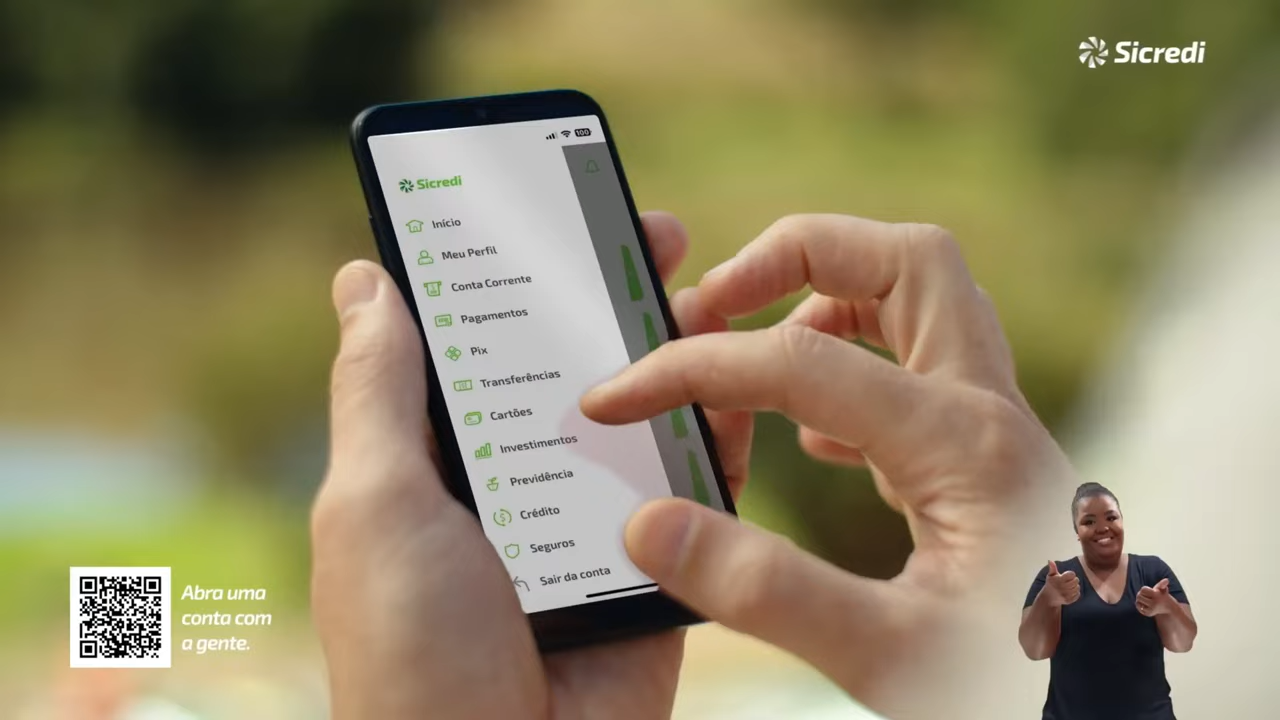 Sicredi
100
Sicredi
Início
Meu Perfil
Conta Corrente
Pagamentos
Pix
Transferências
Cartões
Investimentos
Previdência
Crédito
Seguros
Sair da conta
Abra uma
conta com
a gente.